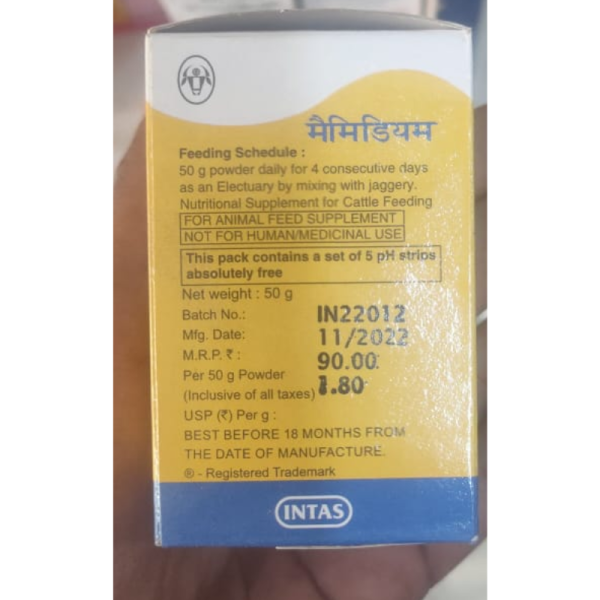 मैमिडियम
Feeding Schedule :
50 g powder daily for 4 consecutive days
as an Electuary by mixing with jaggery.
Nutritional Supplement for Cattle Feeding
FOR ANIMAL FEED SUPPLEMENT
NOT FOR HUMAN/MEDICINAL USE
This pack contains a set of 5 pH strips
absolutely free
Net weight : 50 g
Batch No.: IN22012
Mfg. Date: 11/2022
M.R.P. ₹ : 90.00
Per 50 g Powder 1.80
(Inclusive of all taxes)
USP (₹) Per g :
BEST BEFORE 18 MONTHS FROM
THE DATE OF MANUFACTURE.
® - Registered Trademark
INTAS